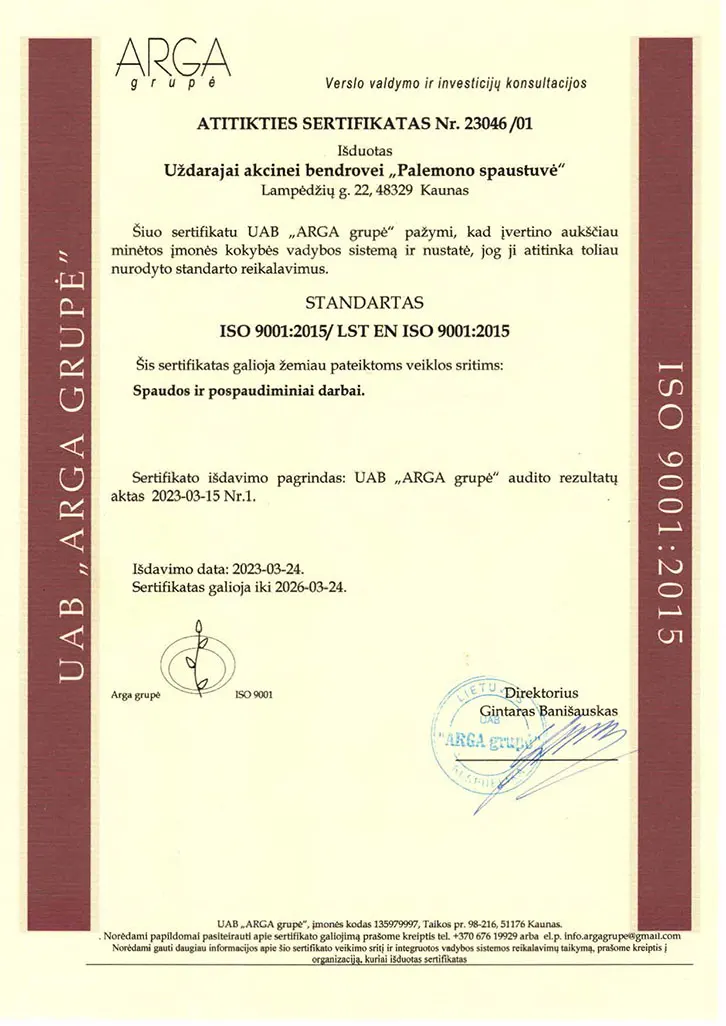 ARGA
grupė
Verslo valdymo ir investicijų konsultacijos
ATITIKTIES SERTIFIKATAS Nr. 23046/01
Išduotas
Uždarajai akcinei bendrovei „Palemono spaustuvė“
Lampėdžių g. 22, 48329 Kaunas
Šiuo sertifikatu UAB „ARGA grupė“ pažymi, kad įvertino aukščiau
minėtos įmonės kokybės vadybos sistemą ir nustatė, jog ji atitinka toliau
nurodyto standarto reikalavimus.
STANDARTAS
ISO 9001:2015/ LST EN ISO 9001:2015
Šis sertifikatas galioja žemiau pateiktoms veiklos sritims:
Spaudos ir pospaudiminiai darbai.
Sertifikato išdavimo pagrindas: UAB „ARGA grupė“ audito rezultatų
aktas 2023-03-15 Nr.1.
Išdavimo data: 2023-03-24.
Sertifikatas galioja iki 2026-03-24.
Arga grupė
ISO 9001
Direktorius
Gintaras Banišauskas
UAB
"ARGA grupė"
UAB „ARGA GRUPĖ“
ISO 9001:2015
UAB „ARGA grupė“, įmonės kodas 135979997, Taikos pr. 98-216, 51176 Kaunas.
. Norėdami papildomai pasiteirauti apie sertifikato galiojimą prašome kreiptis tel. +370 676 19929 arba el.p. info.argagrupe@gmail.com
Norėdami gauti daugiau informacijos apie šio sertifikato veikimo sritį ir integruotos vadybos sistemos reikalavimų taikymą, prašome kreiptis į
organizaciją, kuriai išduotas sertifikatas